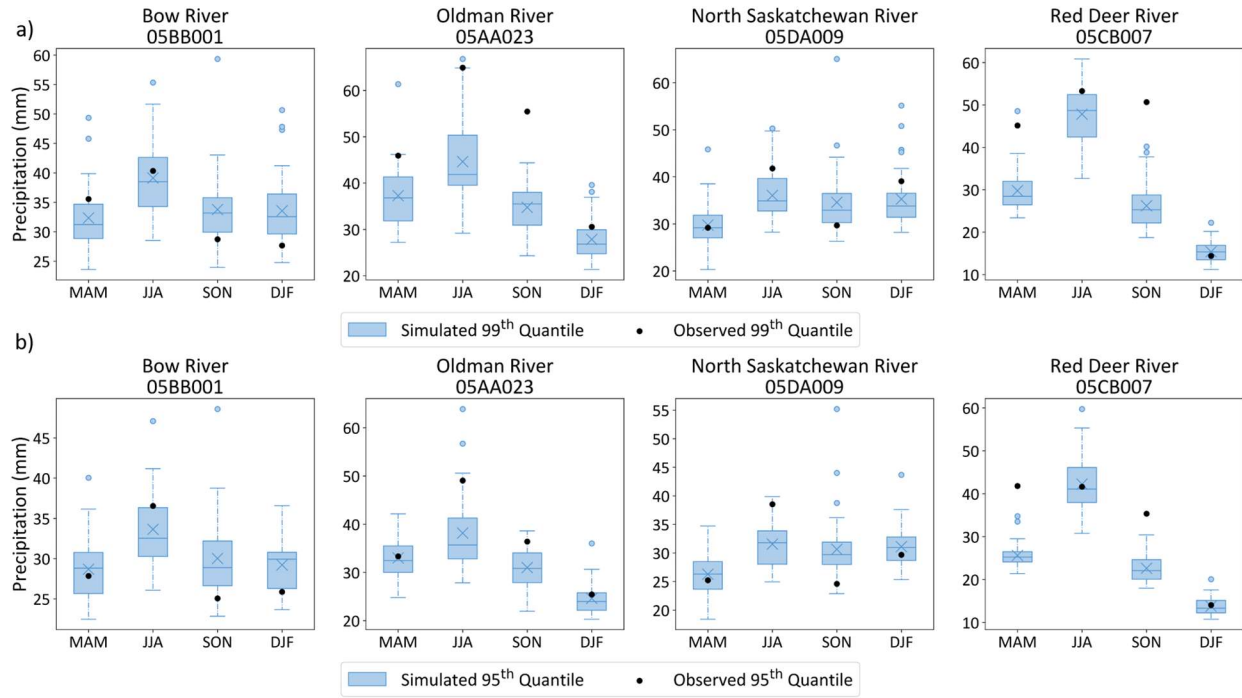 a)
Bow River
05BB001
Oldman River
05AA023
North Saskatchewan River
05DA009
Red Deer River
05CB007
Precipitation (mm)
60
55
50
45
40
35
30
25
MAM JJA SON DJF
60
50
40
30
20
MAM JJA SON DJF
60
50
40
30
20
MAM JJA SON DJF
60
50
40
30
20
10
MAM JJA SON DJF
Simulated 99th Quantile Observed 99th Quantile
b)
Bow River
05BB001
Oldman River
05AA023
North Saskatchewan River
05DA009
Red Deer River
05CB007
Precipitation (mm)
45
40
35
30
25
MAM JJA SON DJF
60
50
40
30
20
MAM JJA SON DJF
55
50
45
40
35
30
25
20
MAM JJA SON DJF
60
50
40
30
20
10
MAM JJA SON DJF
Simulated 95th Quantile Observed 95th Quantile